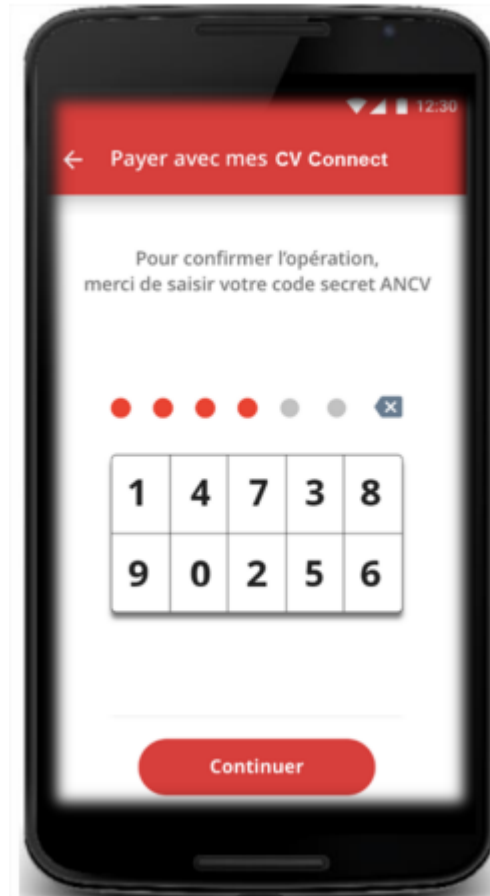 12:30
Payer avec mes CV Connect
Pour confirmer l'opération,
merci de saisir votre code secret ANCV
1 4 7 3 8
9 0 2 5 6
Continuer